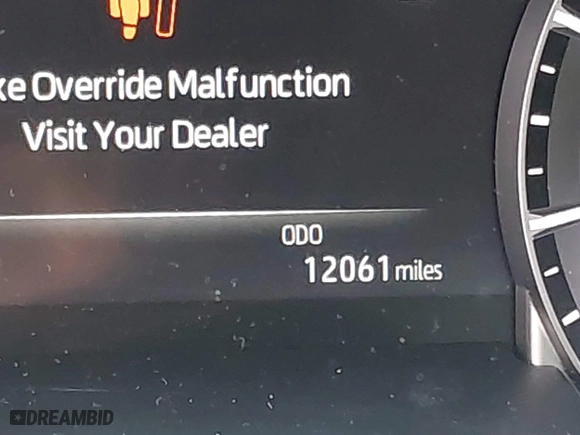 ke Override Malfunction
Visit Your Dealer
ODO
12061 miles
DREAMBID